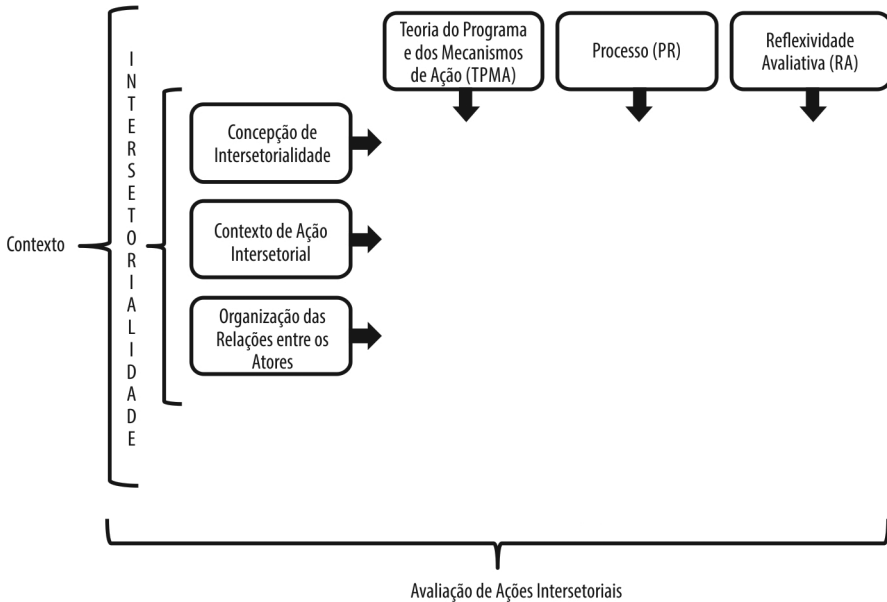 Teoria do Programa
e dos Mecanismos
de Ação (TPMA)
Processo (PR)
Reflexividade
Avaliativa (RA)
Contexto
INTERSETORIALIDADE
Concepção de
Intersetorialidade
Contexto de Ação
Intersetorial
Organização das
Relações entre os
Atores
Avaliação de Ações Intersetoriais